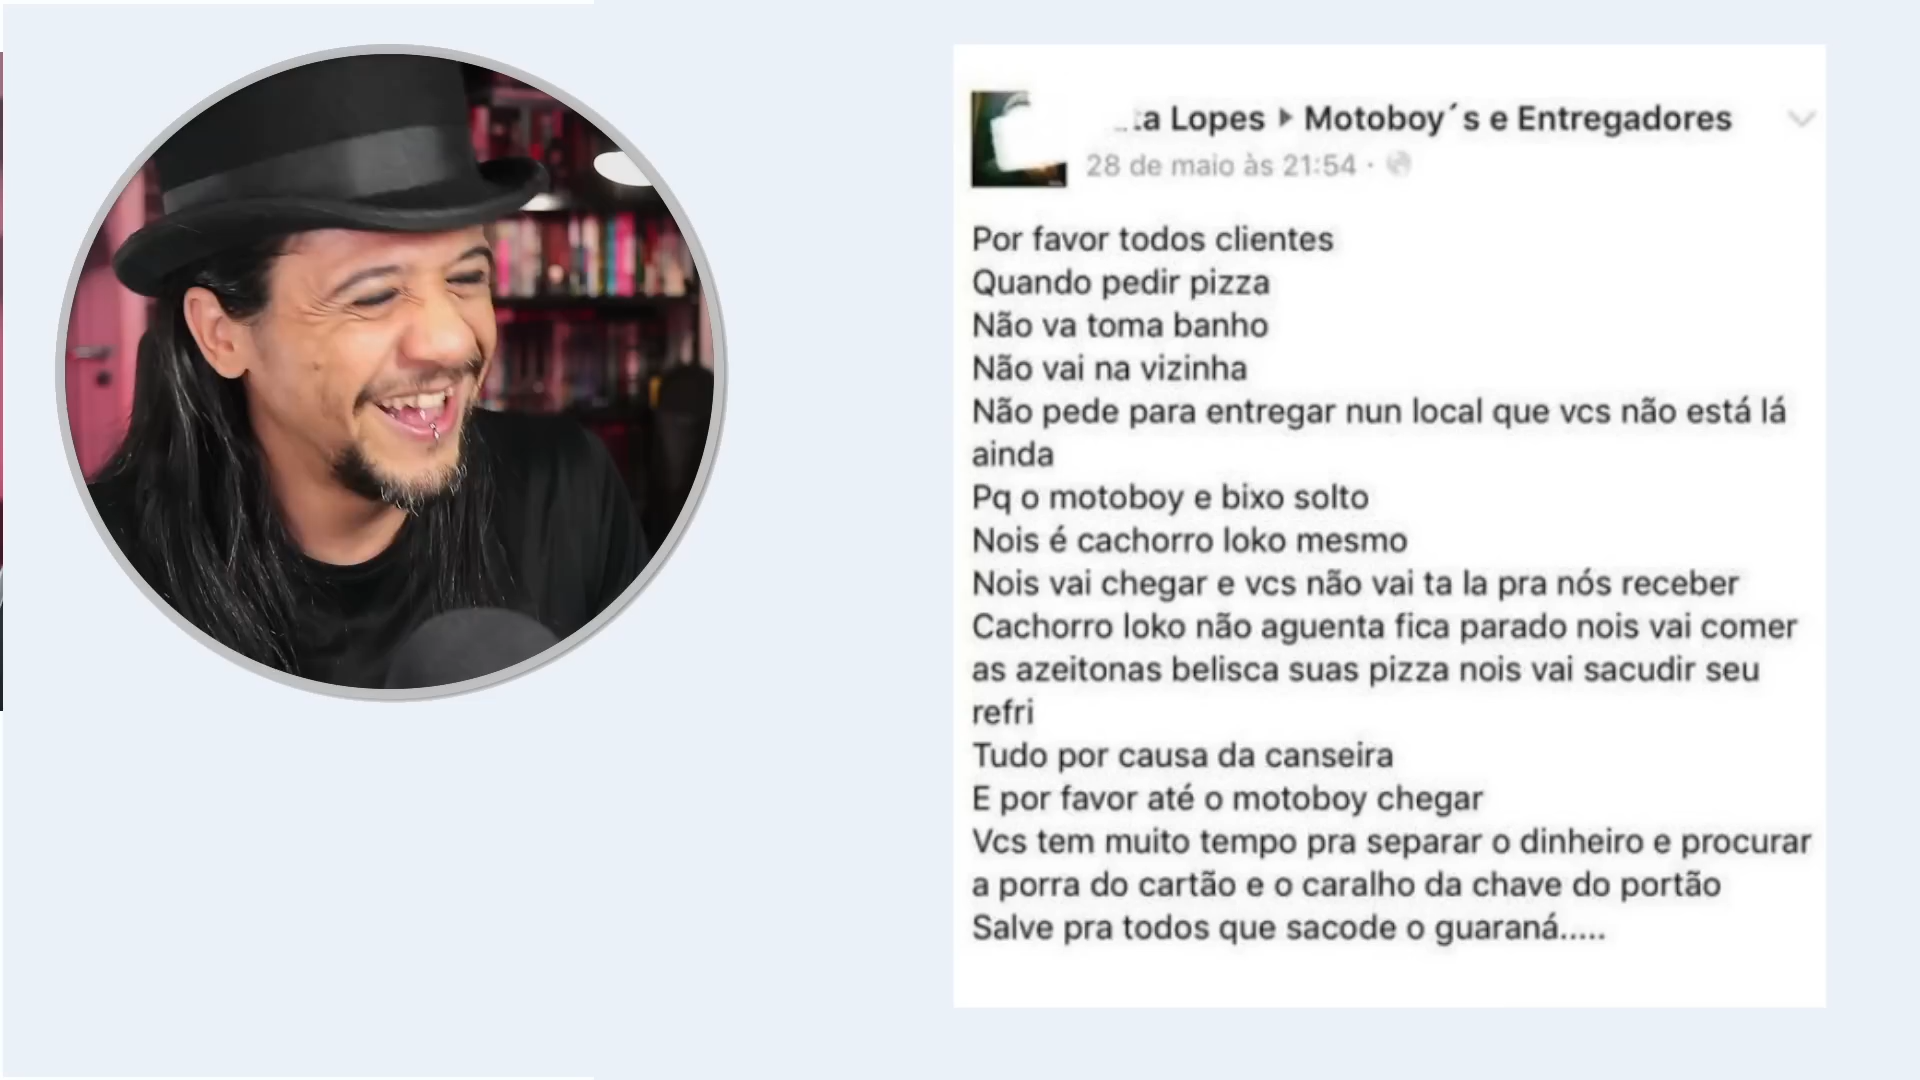 Lopes ▸ Motoboy´s e Entregadores
28 de maio às 21:54 ·
Por favor todos clientes
Quando pedir pizza
Não va toma banho
Não vai na vizinha
Não pede para entregar nun local que vcs não está lá
ainda
Pq o motoboy e bixo solto
Nois é cachorro loko mesmo
Nois vai chegar e vcs não vai ta la pra nós receber
Cachorro loko não aguenta fica parado nois vai comer
as azeitonas belisca suas pizza nois vai sacudir seu
refri
Tudo por causa da canseira
E por favor até o motoboy chegar
Vcs tem muito tempo pra separar o dinheiro e procurar
a porra do cartão e o caralho da chave do portão
Salve pra todos que sacode o guaraná.....